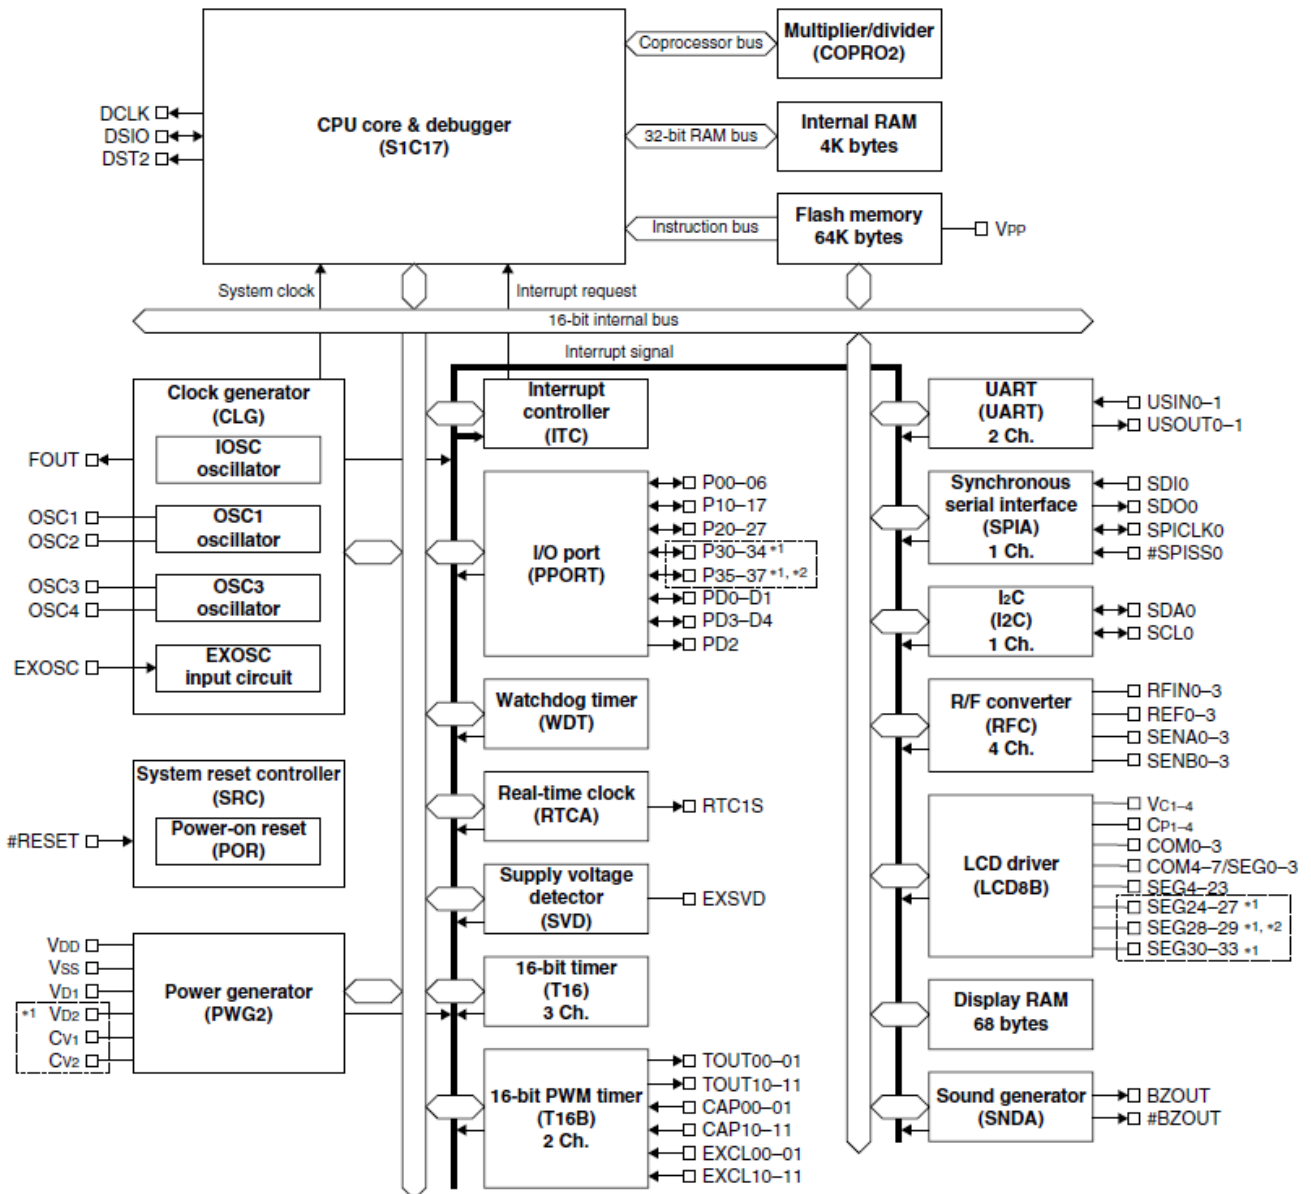 Multiplier/divider
(COPRO2)
Coprocessor bus
CPU core & debugger
(S1C17)
DCLK
DSIO
DST2
32-bit RAM bus
Internal RAM
4K bytes
Instruction bus
Flash memory
64K bytes
VPP
System clock
Interrupt request
16-bit internal bus
Interrupt signal
Clock generator
(CLG)
IOSC
oscillator
FOUT
OSC1
OSC2
OSC1
oscillator
OSC3
OSC4
OSC3
oscillator
EXOSC
EXOSC
input circuit
System reset controller
(SRC)
Power-on reset
(POR)
#RESET
VDD
VSS
VD1
*1 VD2
CV1
CV2
Power generator
(PWG2)
Interrupt
controller
(ITC)
I/O port
(PPORT)
P00–06
P10–17
P20–27
P30–34 *1
P35–37 *1, *2
PD0–D1
PD3–D4
PD2
Watchdog timer
(WDT)
Real-time clock
(RTCA)
RTC1S
Supply voltage
detector
(SVD)
EXSVD
16-bit timer
(T16)
3 Ch.
16-bit PWM timer
(T16B)
2 Ch.
TOUT00–01
TOUT10–11
CAP00–01
CAP10–11
EXCL00–01
EXCL10–11
UART
(UART)
2 Ch.
USIN0–1
USOUT0–1
Synchronous
serial interface
(SPIA)
1 Ch.
SDI0
SDO0
SPICLK0
#SPISS0
I2C
(I2C)
1 Ch.
SDA0
SCL0
R/F converter
(RFC)
4 Ch.
RFIN0–3
REF0–3
SENA0–3
SENB0–3
LCD driver
(LCD8B)
VC1–4
CP1–4
COM0–3
COM4–7/SEG0–3
SEG4–23
SEG24–27 *1
SEG28–29 *1, *2
SEG30–33 *1
Display RAM
68 bytes
Sound generator
(SNDA)
BZOUT
#BZOUT